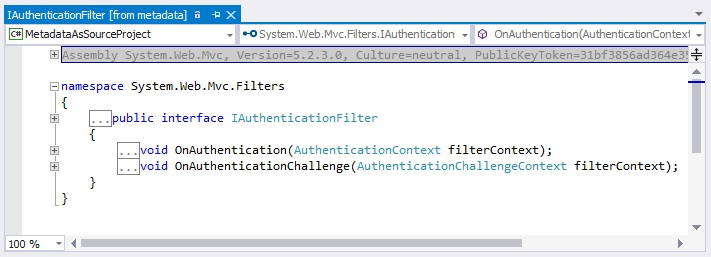 IAuthenticationFilter [from metadata]
MetadataAsSourceProject System.Web.Mvc.Filters.IAuthentication OnAuthentication(AuthenticationContext
Assembly System.Web.Mvc, Version=5.2.3.0, Culture=neutral, PublicKeyToken=31bf3856ad364e3
namespace System.Web.Mvc.Filters
{
...public interface IAuthenticationFilter
{
...void OnAuthentication(AuthenticationContext filterContext);
...void OnAuthenticationChallenge(AuthenticationChallengeContext filterContext);
}
}
100 %